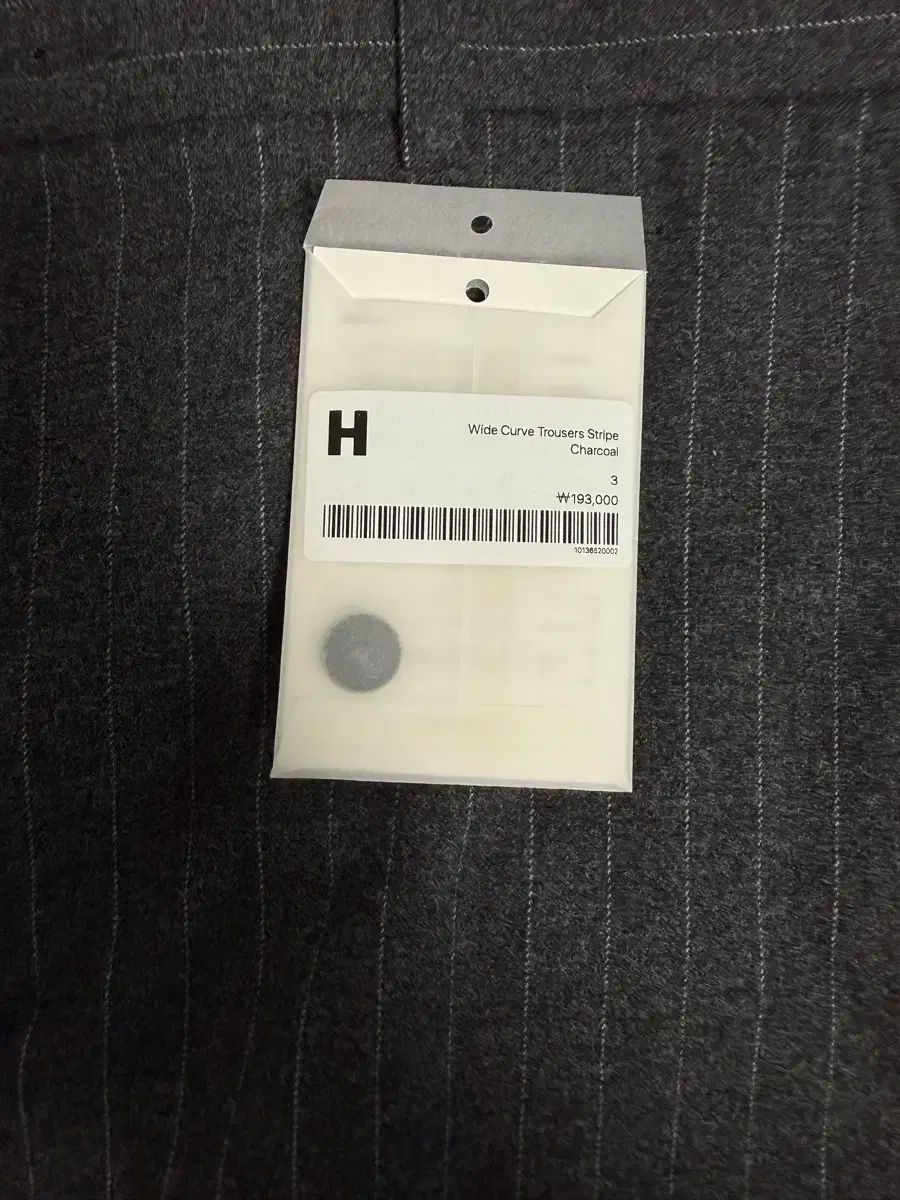 H
Wide Curve Trousers Stripe
Charcoal
3
₩193,000
10136520002